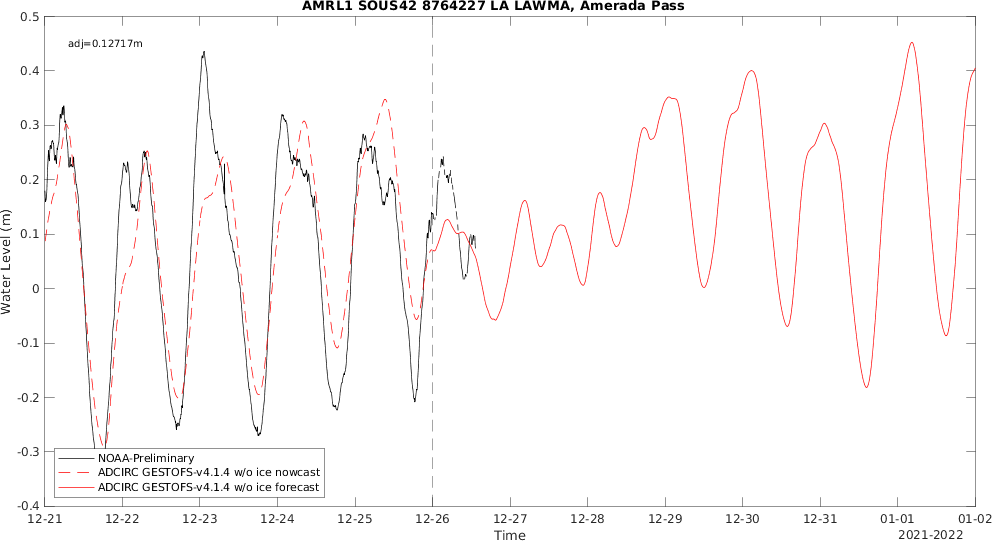 AMRL1 SOUS42 8764227 LA LAWMA, Amerada Pass
adj=0.12717m
0.5
0.4
0.3
0.2
0.1
0
-0.1
-0.2
-0.3
-0.4
Water Level (m)
NOAA-Preliminary
ADCIRC GESTOFS-v4.1.4 w/o ice nowcast
ADCIRC GESTOFS-v4.1.4 w/o ice forecast
12-21 12-22 12-23 12-24 12-25 12-26 12-27 12-28 12-29 12-30 12-31 01-01 01-02
Time
2021-2022